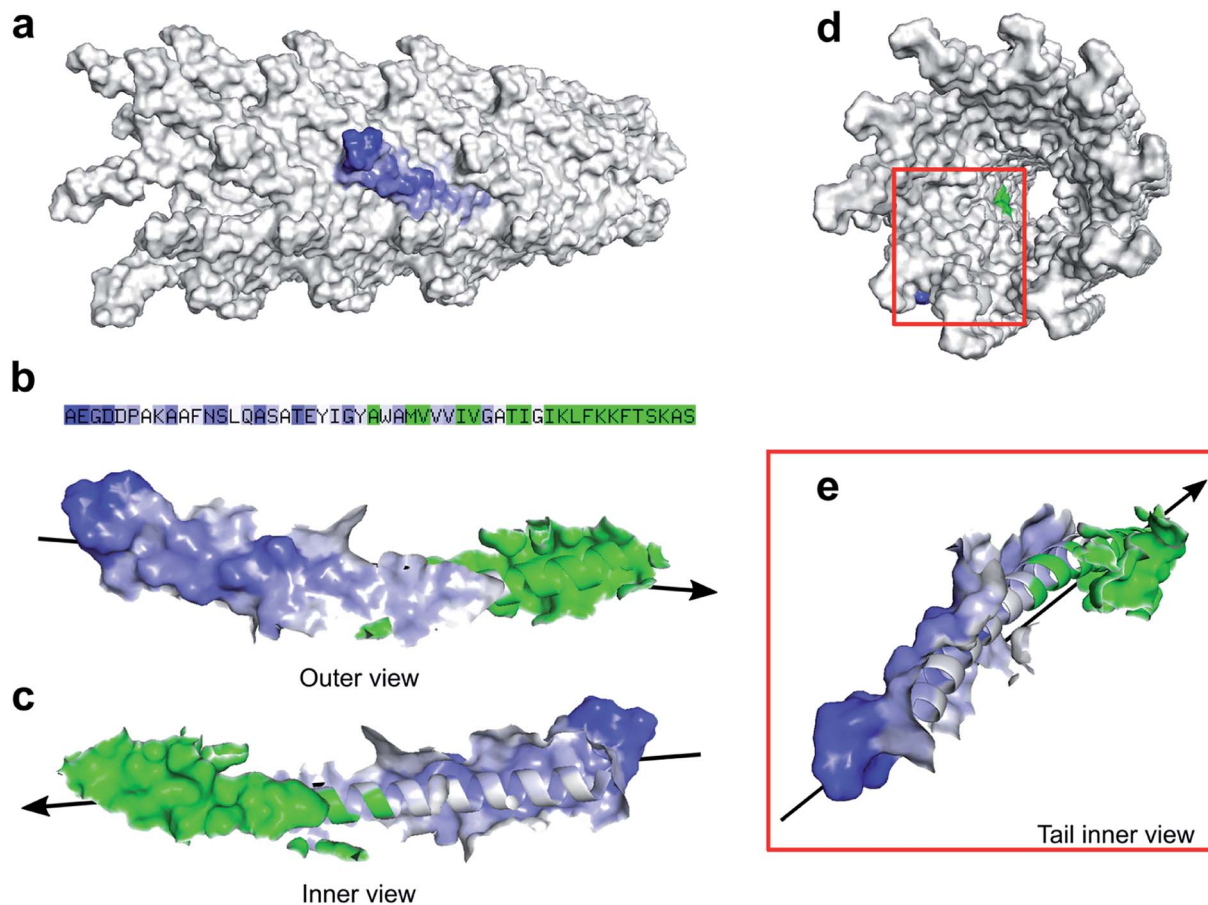 a
d
b
AEGDDPAKAAFNSLQASATEYIGYAWAMVVVIVGATIGIKLFKKFTSKAS
e
Outer view
c
Tail inner view
Inner view